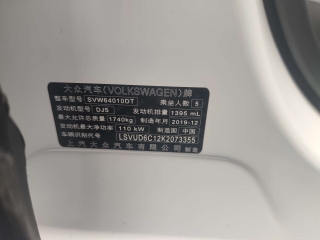 大众汽车(VOLKSWAGEN)牌
整车型号 SVW64010DT 乘坐人数 5
发动机型号 DJS 发动机排量 1395 mL
最大允许总质量 1740kg 制造年月 2019-12
发动机最大净功率 110 kW 制造国 中国
车辆识别代号 LSVUD6C12K2073355
上汽大众汽车有限公司